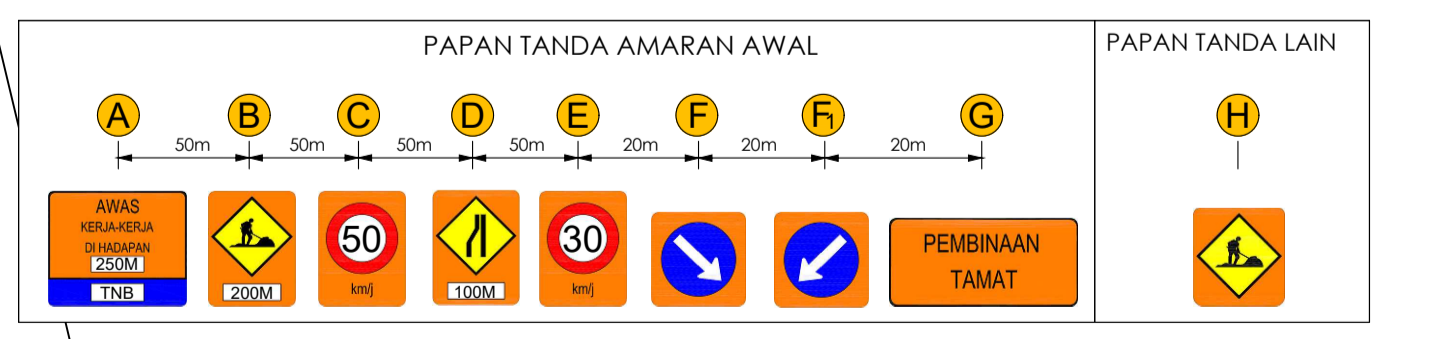 PAPAN TANDA AMARAN AWAL
PAPAN TANDA LAIN
A B C D E F F1 G H
50m 50m 50m 50m 20m 20m 20m
AWAS
KERJA-KERJA
DI HADAPAN
250M
TNB
200M
50
km/j
100M
30
km/j
PEMBINAAN
TAMAT